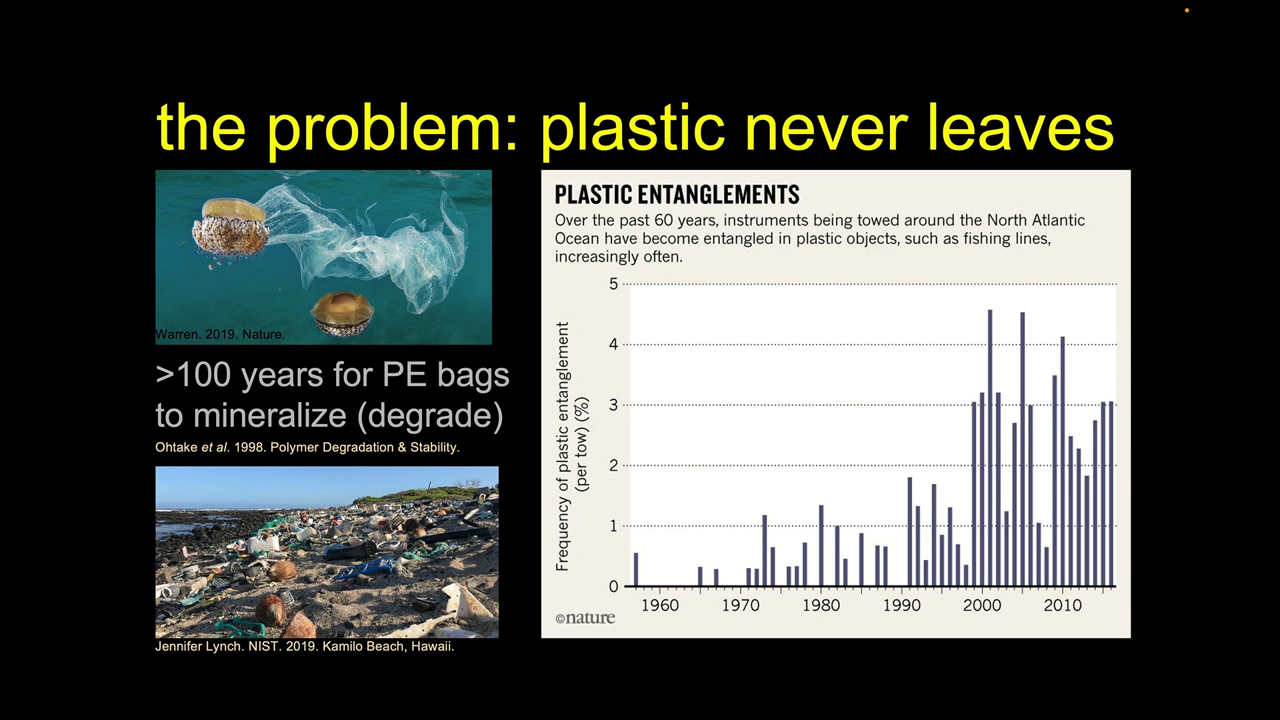 the problem: plastic never leaves
Warren. 2019. Nature.
>100 years for PE bags
to mineralize (degrade)
Ohtake et al. 1998. Polymer Degradation & Stability.
Jennifer Lynch. NIST. 2019. Kamilo Beach, Hawaii.
PLASTIC ENTANGLEMENTS
Over the past 60 years, instruments being towed around the North Atlantic
Ocean have become entangled in plastic objects, such as fishing lines,
increasingly often.
Frequency of plastic entanglement
(per tow) (%)
5
4
3
2
1
0
1960 1970 1980 1990 2000 2010
©nature